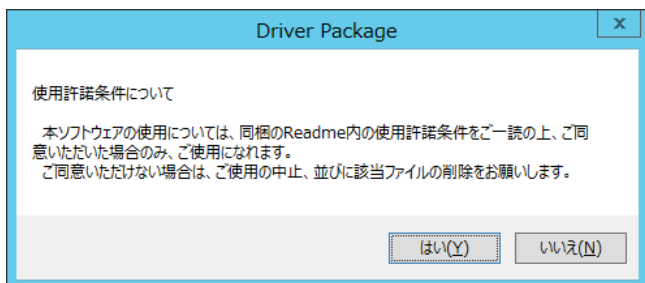 Driver Package
x
使用許諾条件について
本ソフトウェアの使用については、同梱のReadme内の使用許諾条件をご一読の上、ご同
意いただいた場合のみ、ご使用になれます。
ご同意いただけない場合は、ご使用の中止、並びに該当ファイルの削除をお願いします。
はい(Y)
いいえ(N)